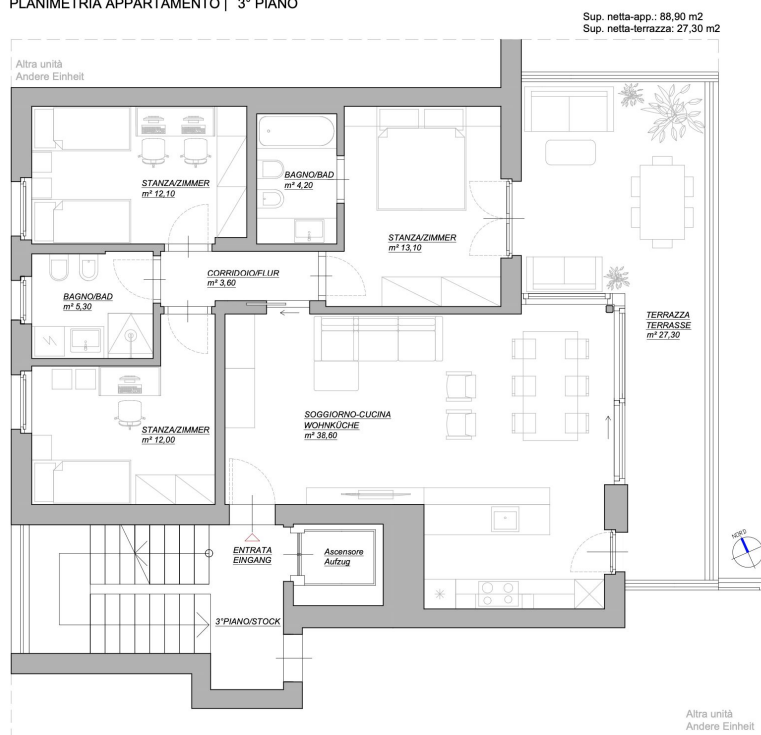 PLANIMETRIA APPARTAMENTO | 3° PIANO
Sup. netta-app.: 88,90 m2
Sup. netta-terrazza: 27,30 m2
Altra unità
Andere Einheit
STANZA/ZIMMER
m² 12,10
BAGNO/BAD
m² 4,20
STANZA/ZIMMER
m² 13,10
CORRIDOIO/FLUR
m² 3,60
BAGNO/BAD
m² 5,30
TERRAZZA
TERRASSE
m² 27,30
STANZA/ZIMMER
m² 12,00
SOGGIORNO-CUCINA
WOHNKÜCHE
m² 38,60
NORD
ENTRATA
EINGANG
Ascensore
Aufzug
3°PIANO/STOCK
Altra unità
Andere Einheit